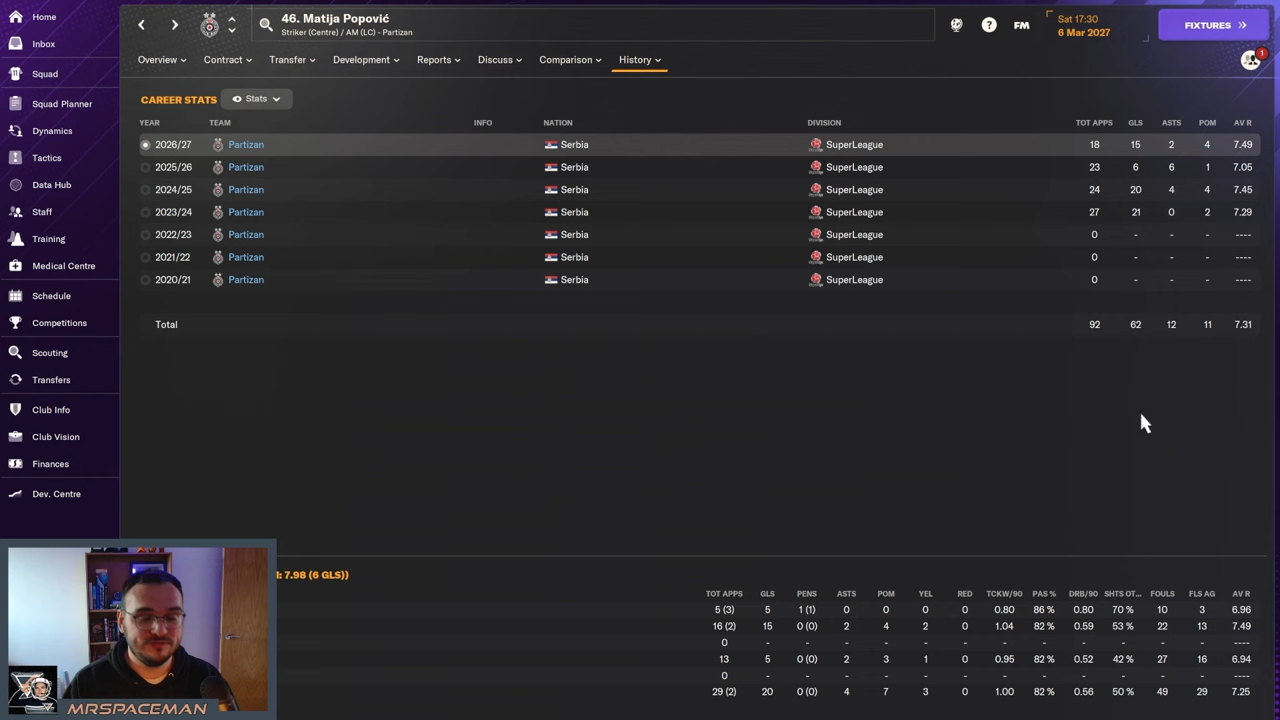 Home
46. Matija Popović
Striker (Centre) / AM (LC) - Partizan
?
FM
Sat 17:30
6 Mar 2027
FIXTURES
1
Inbox
Squad
Squad Planner
Dynamics
Tactics
Data Hub
Staff
Training
Medical Centre
Schedule
Competitions
Scouting
Transfers
Club Info
Club Vision
Finances
Dev. Centre
Overview Contract Transfer Development Reports Discuss Comparison History
CAREER STATS Stats
YEAR TEAM INFO NATION DIVISION TOT APPS GLS ASTS POM AV R
2026/27 Partizan Serbia SuperLeague 18 15 2 4 7.49
2025/26 Partizan Serbia SuperLeague 23 6 6 1 7.05
2024/25 Partizan Serbia SuperLeague 24 20 4 4 7.45
2023/24 Partizan Serbia SuperLeague 27 21 0 2 7.29
2022/23 Partizan Serbia SuperLeague 0 - - - ----
2021/22 Partizan Serbia SuperLeague 0 - - - ----
2020/21 Partizan Serbia SuperLeague 0 - - - ----
Total 92 62 12 11 7.31
: 7.98 (6 GLS))
TOT APPS GLS PENS ASTS POM YEL RED TCKW/90 PAS % DRB/90 SHTS OT... FOULS FLS AG AV R
5 (3) 5 1 (1) 0 0 0 0 0.80 86 % 0.80 70 % 10 3 6.96
16 (2) 15 0 (0) 2 4 2 0 1.04 82 % 0.59 53 % 22 13 7.49
0 - - - - - - - - - - - - ----
13 5 0 (0) 2 3 1 0 0.95 82 % 0.52 42 % 27 16 6.94
0 - - - - - - - - - - - - ----
29 (2) 20 0 (0) 4 7 3 0 1.00 82 % 0.56 50 % 49 29 7.25
MRSPACEMAN